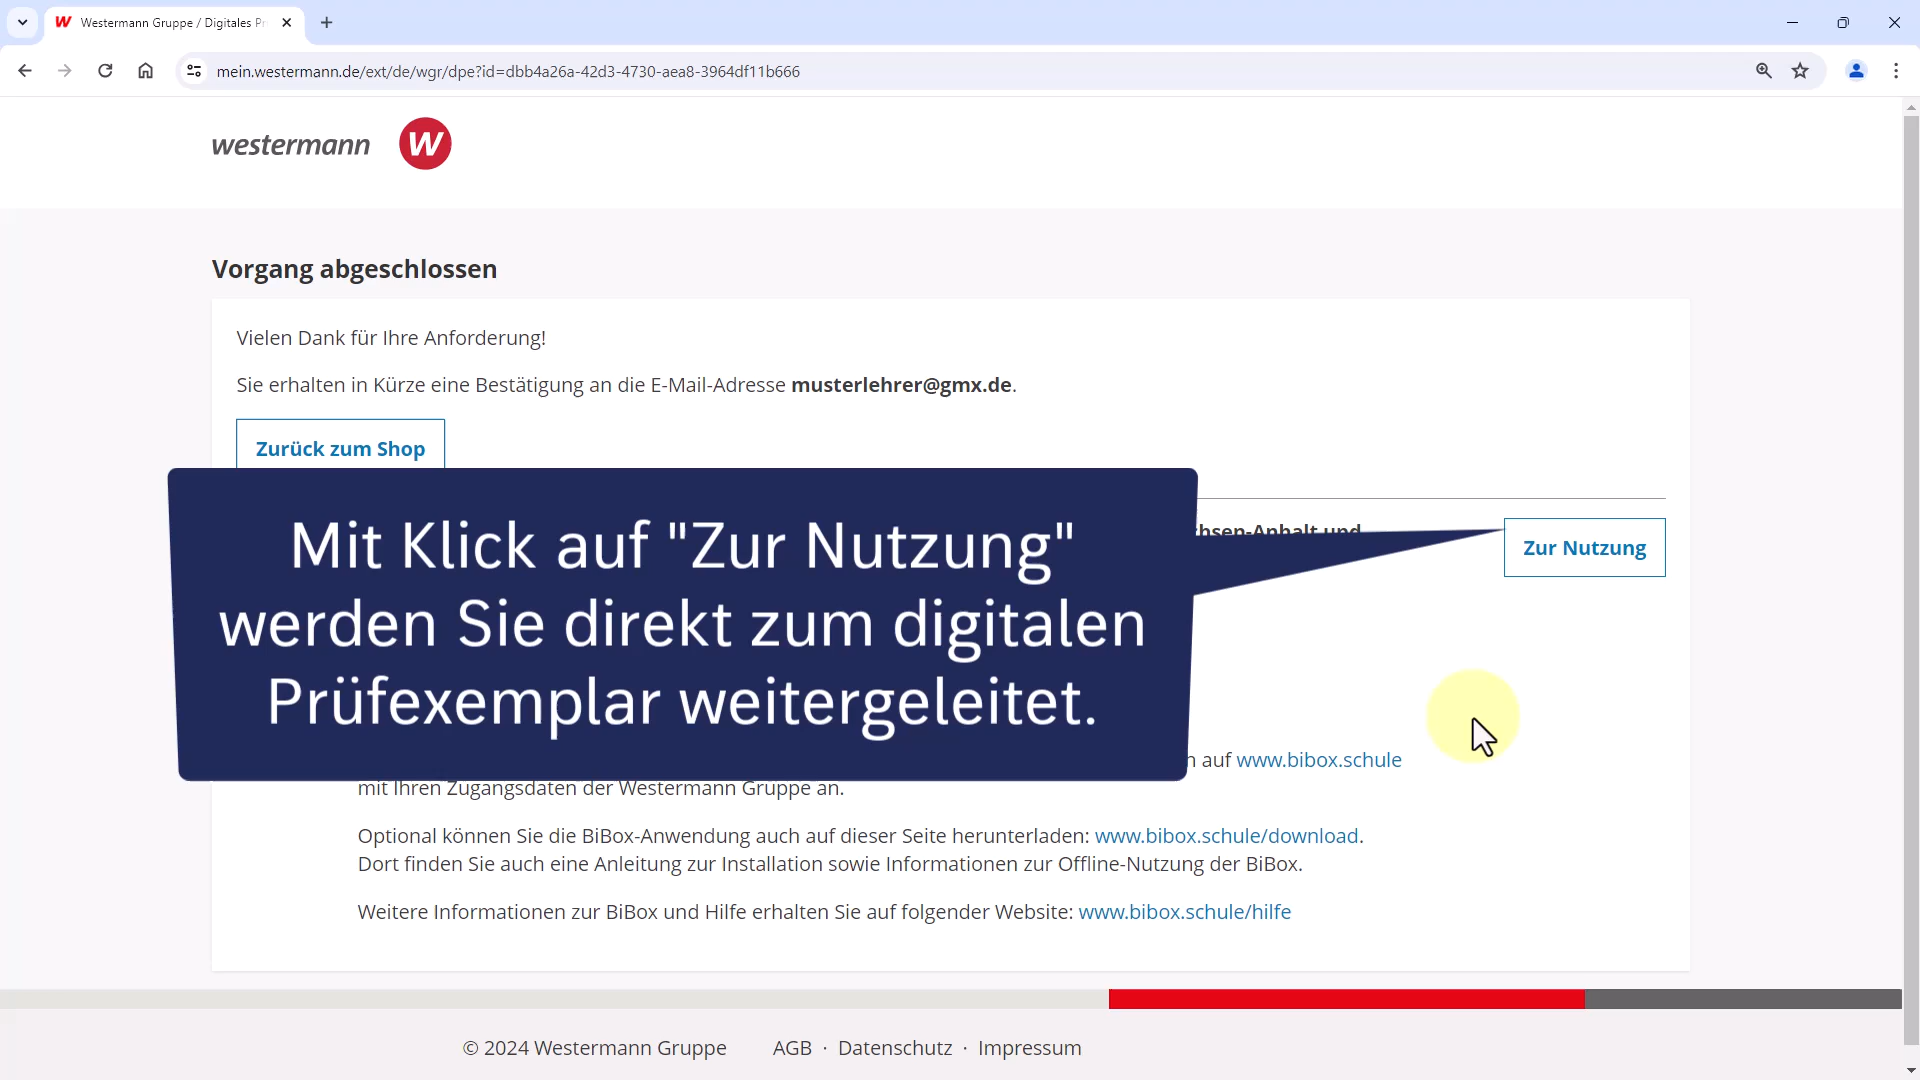 Westermann Gruppe / Digitales
mein.westermann.de/ext/de/wgr/dpe?id=dbb4a26a-42d3-4730-aea8-3964df11b666
westermann W
Vorgang abgeschlossen
Vielen Dank für Ihre Anforderung!
Sie erhalten in Kürze eine Bestätigung an die E-Mail-Adresse musterlehrer@gmx.de.
Zurück zum Shop
Zur Nutzung
Mit Klick auf "Zur Nutzung"
werden Sie direkt zum digitalen
Prüfexemplar weitergeleitet.
auf www.bibox.schule
mit Ihren Zugangsdaten der Westermann Gruppe an.
Optional können Sie die BiBox-Anwendung auch auf dieser Seite herunterladen: www.bibox.schule/download.
Dort finden Sie auch eine Anleitung zur Installation sowie Informationen zur Offline-Nutzung der BiBox.
Weitere Informationen zur BiBox und Hilfe erhalten Sie auf folgender Website: www.bibox.schule/hilfe
© 2024 Westermann Gruppe AGB · Datenschutz · Impressum